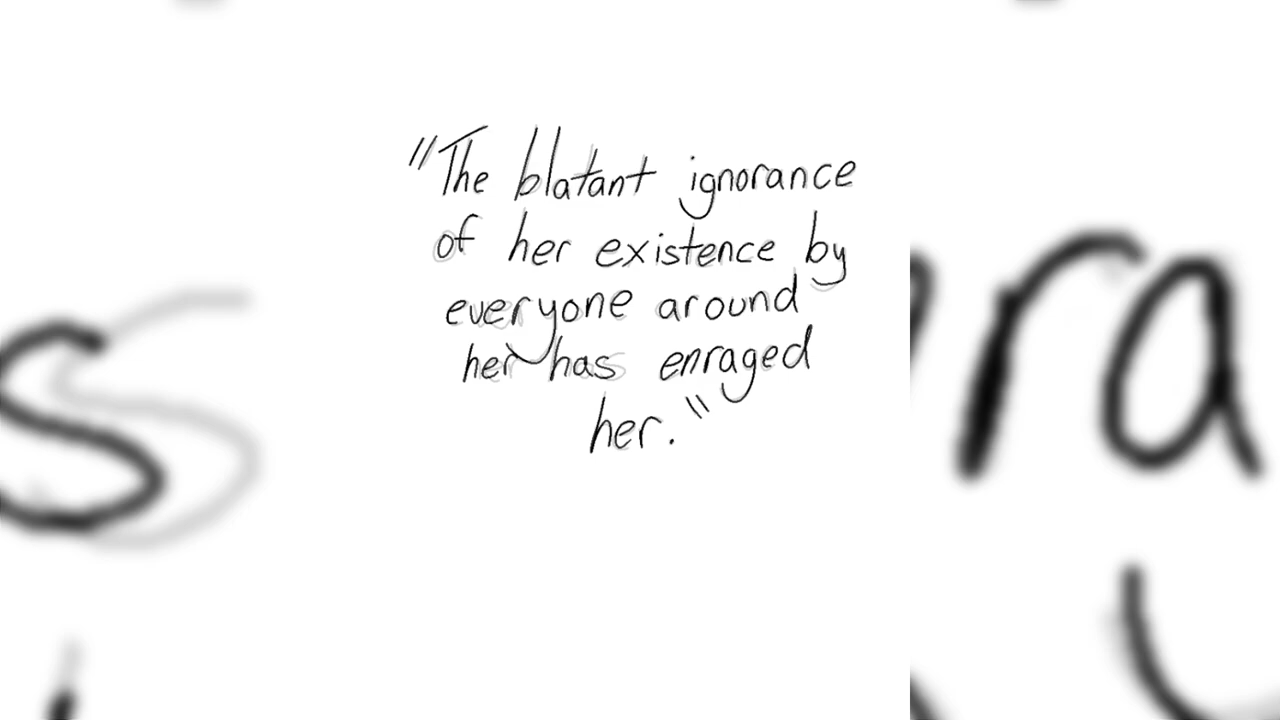 "The blatant ignorance
of her existence by
everyone around
her has enraged
her."